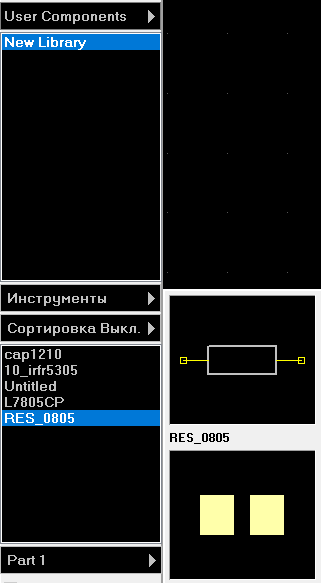 User Components
New Library
Инструменты
Сортировка Выкл.
cap1210
10_irfr5305
Untitled
L7805CP
RES_0805
RES_0805
Part 1